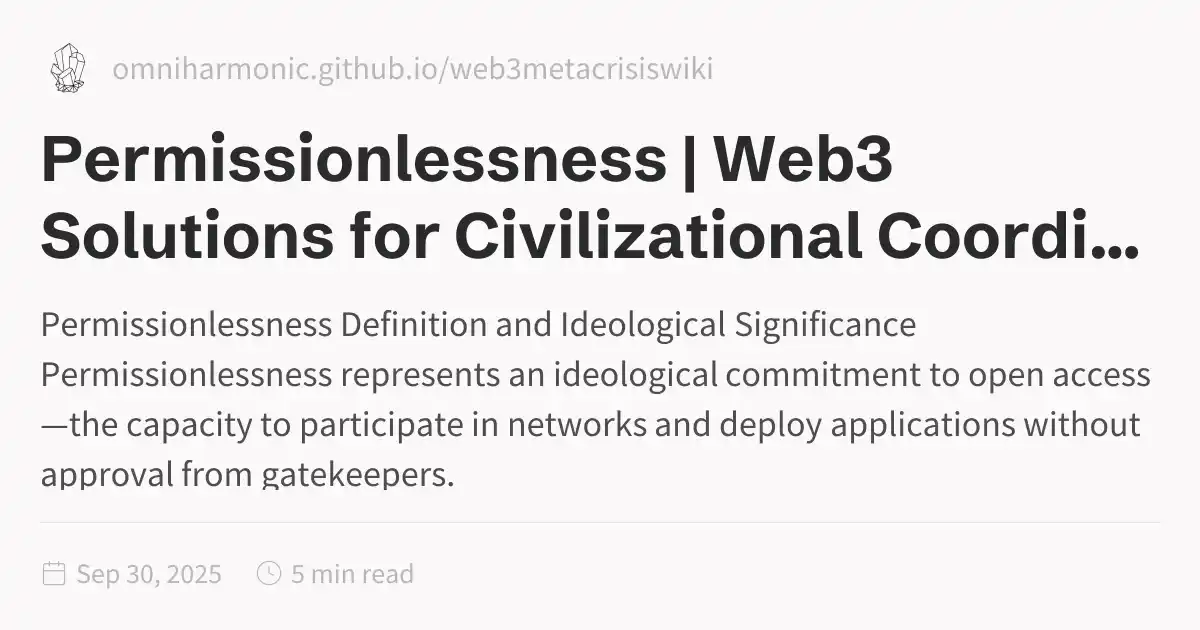 omniharmonic.github.io/web3metacrisiswiki
Permissionlessness | Web3
Solutions for Civilizational Coordi...
Permissionlessness Definition and Ideological Significance
Permissionlessness represents an ideological commitment to open access
—the capacity to participate in networks and deploy applications without
approval from gatekeepers.
Sep 30, 2025 5 min read